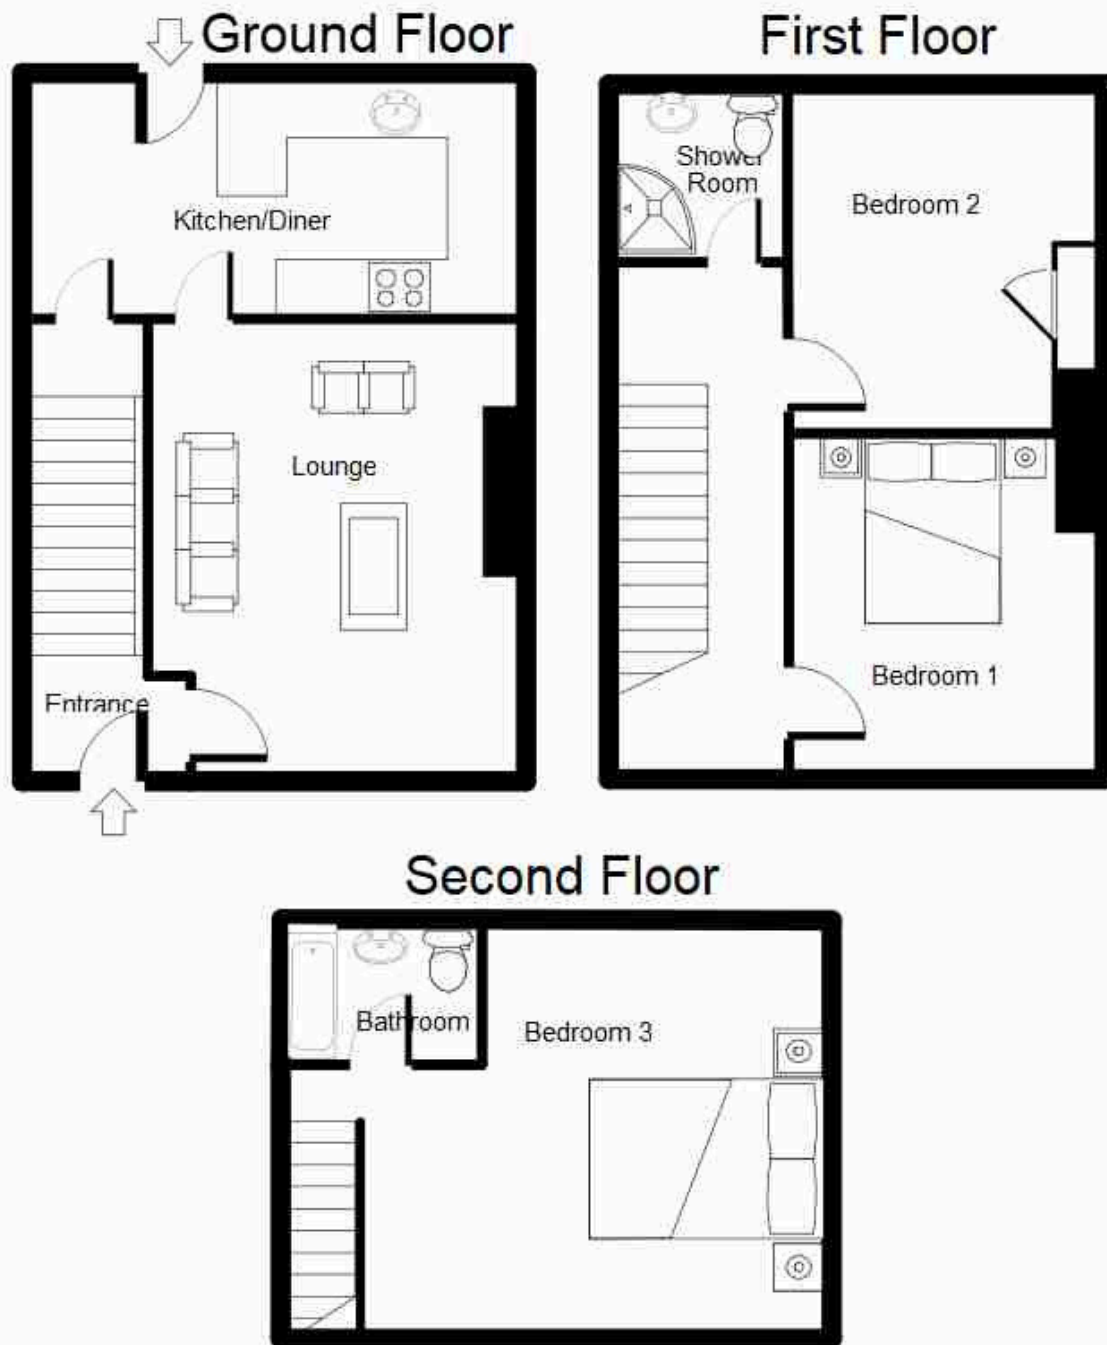 Ground Floor
Kitchen/Diner
Lounge
Entrance
First Floor
Shower
Room
Bedroom 2
Bedroom 1
Second Floor
Bathroom
Bedroom 3